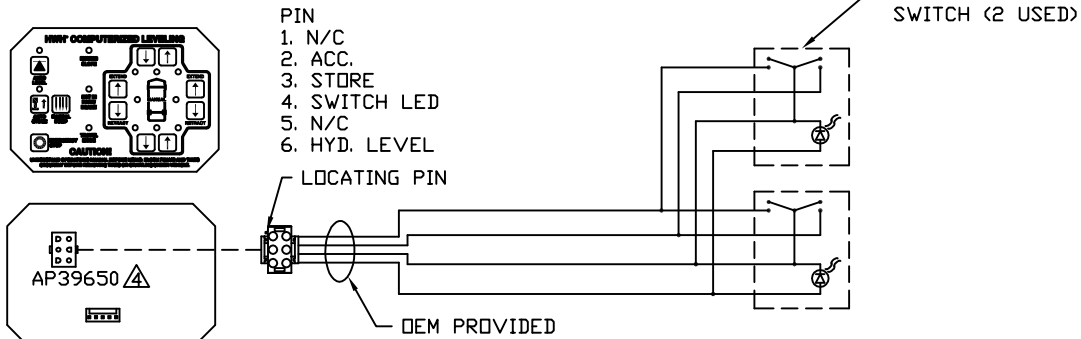 SWITCH (2 USED)
PIN
1. N/C
2. ACC.
3. STORE
4. SWITCH LED
5. N/C
6. HYD. LEVEL
HWH COMPUTERIZED LEVELING
EXTEND
EXTEND
RETRACT
RETRACT
CAUTION!
LOCATING PIN
AP39650 4
OEM PROVIDED